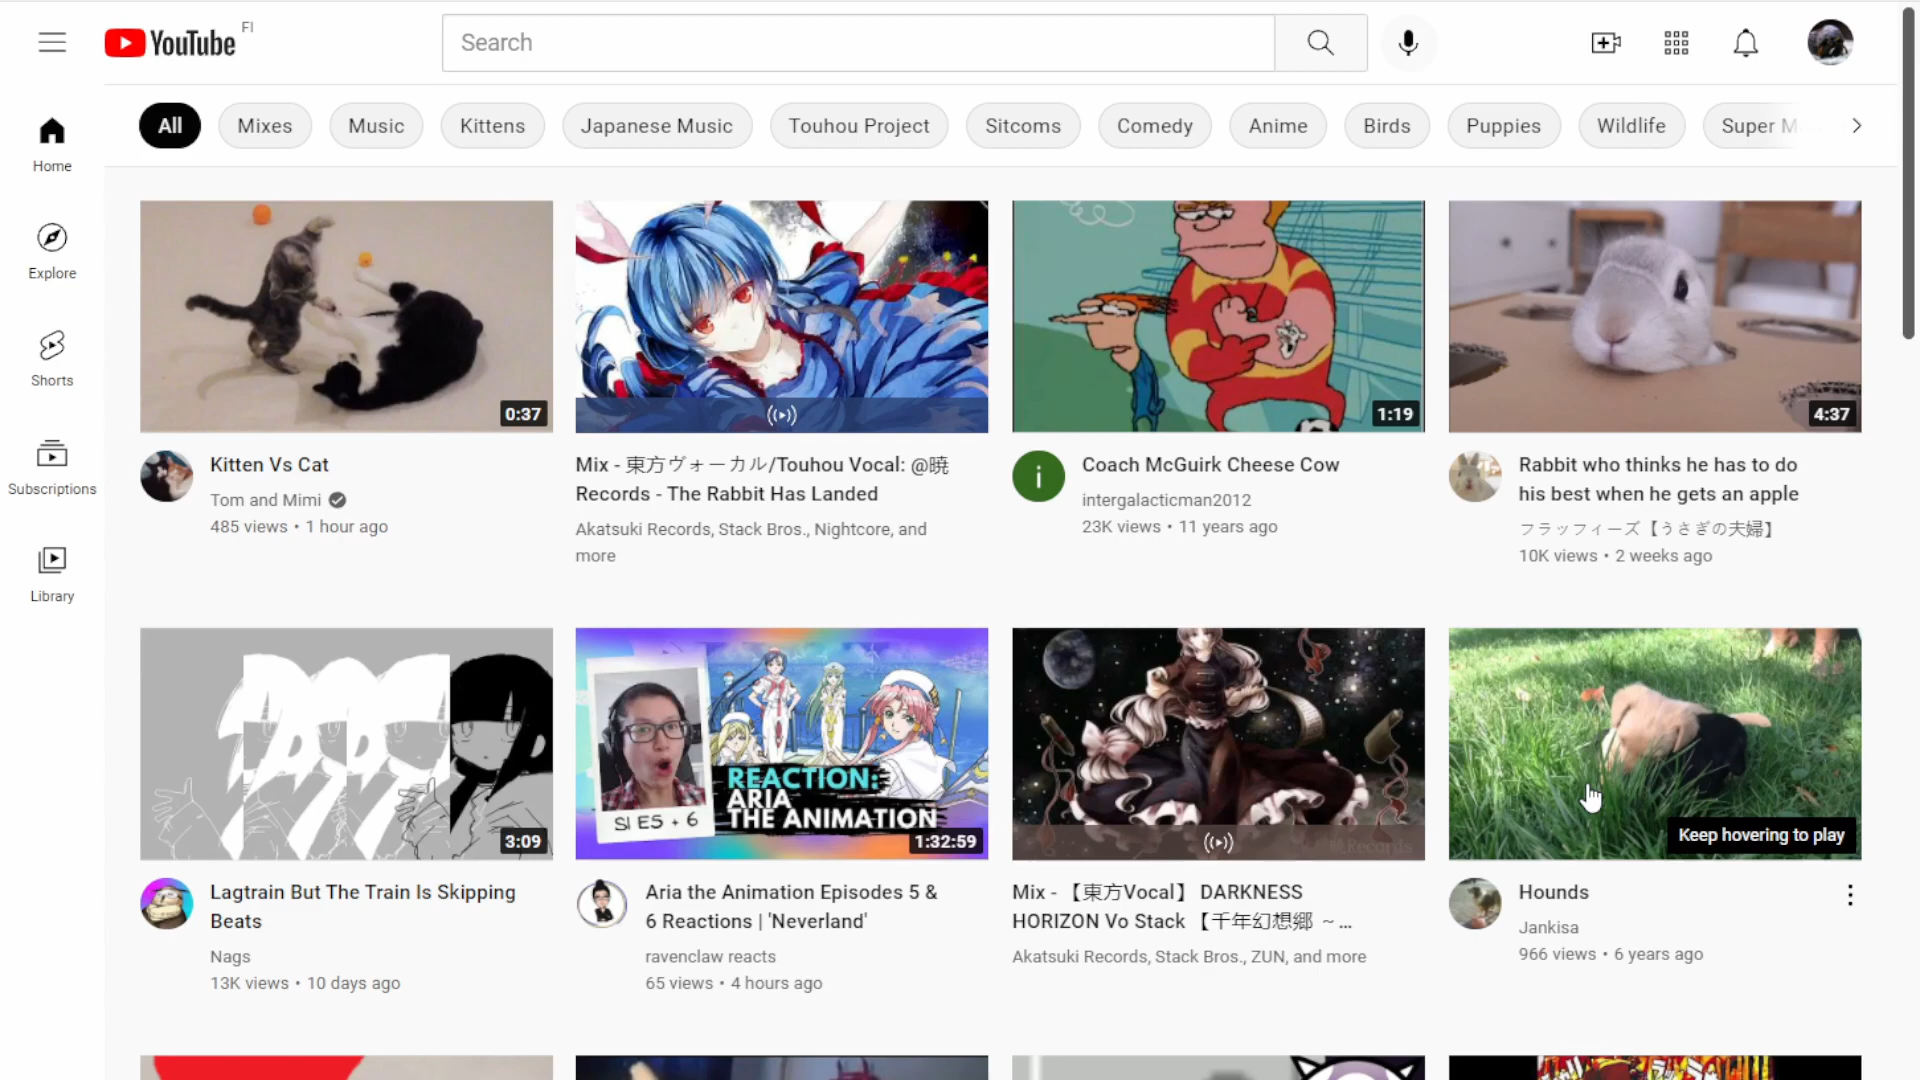 YouTube FI
Search
All
Mixes
Music
Kittens
Japanese Music
Touhou Project
Sitcoms
Comedy
Anime
Birds
Puppies
Wildlife
Super M
Home
Explore
Shorts
Subscriptions
Library
0:37
1:19
4:37
Kitten Vs Cat
Tom and Mimi
485 views • 1 hour ago
Mix - 東方ヴォーカル/Touhou Vocal: @暁
Records - The Rabbit Has Landed
Akatsuki Records, Stack Bros., Nightcore, and
more
i
Coach McGuirk Cheese Cow
intergalacticman2012
23K views • 11 years ago
Rabbit who thinks he has to do
his best when he gets an apple
フラッフィーズ【うさぎの夫婦】
10K views • 2 weeks ago
3:09
S1 E5 + 6
REACTION:
ARIA
THE ANIMATION
1:32:59
Records
Keep hovering to play
Lagtrain But The Train Is Skipping
Beats
Nags
13K views • 10 days ago
Aria the Animation Episodes 5 &
6 Reactions | 'Neverland'
ravenclaw reacts
65 views • 4 hours ago
Mix - 【東方Vocal】 DARKNESS
HORIZON Vo Stack 【千年幻想郷 ~...
Akatsuki Records, Stack Bros., ZUN, and more
Hounds
Jankisa
966 views • 6 years ago